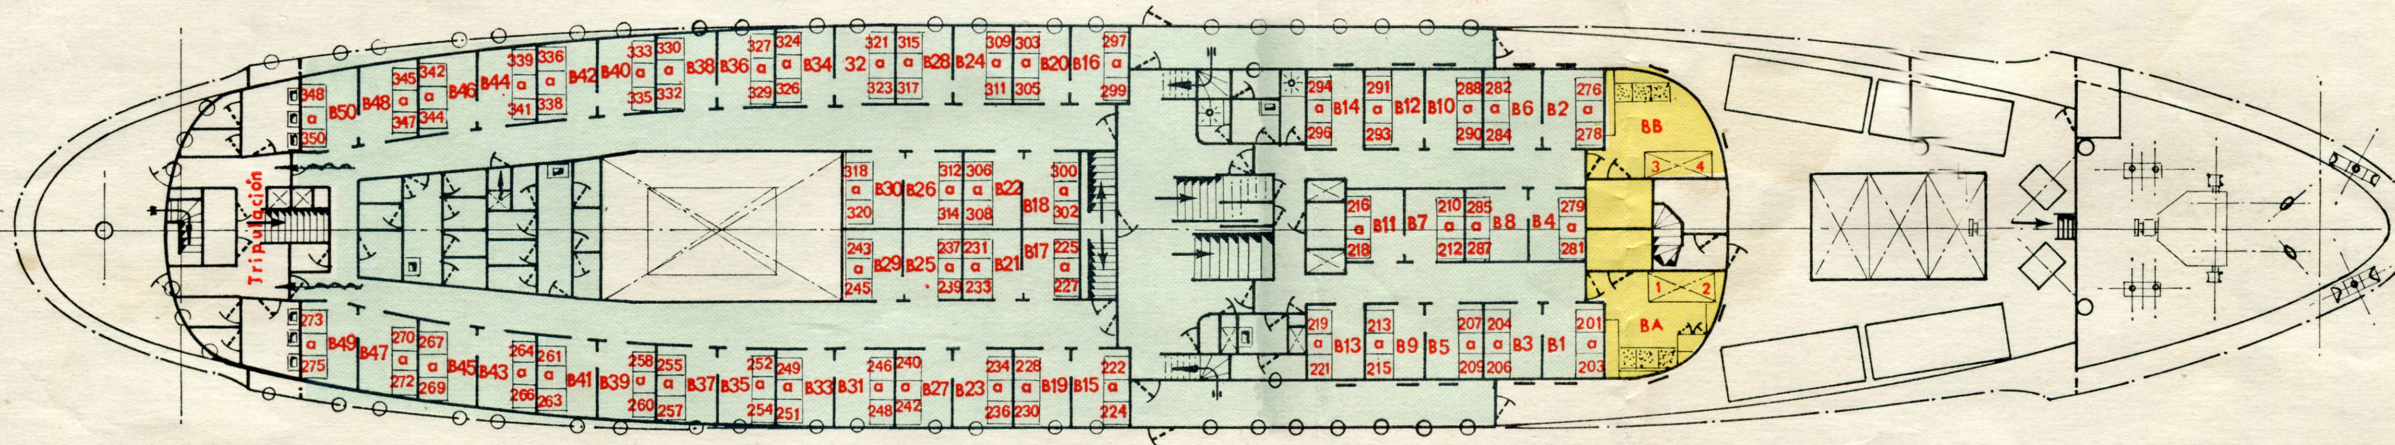 348 a 350 B50 B48 345 a 347 342 a 344 B46 B44 339 a 341 336 a 338 B42 B40 333 a 335 330 a 332 B38 B36 327 a 329 324 a 326 B34 32 321 a 323 315 a 317 B28 B24 309 a 311 303 a 305 B20 B16 297 a 299
294 a 296 B14 291 a 293 B12 B10 288 a 290 282 a 284 B6 B2 276 a 278
BB
3 4
Tripulación
318 a 320 B30 B26 312 a 314 306 a 308 B22 B18 300 a 302
216 a 218 B11 B7 210 a 212 285 a 287 B8 B4 279 a 281
243 a 245 B29 B25 237 a 239 231 a 233 B21 B17 225 a 227
1 2
BA
273 a 275 B49 B47 270 a 272 267 a 269 B45 B43 264 a 266 261 a 263 B41 B39 258 a 260 255 a 257 B37 B35 252 a 254 249 a 251 B33 B31 246 a 248 240 a 242 B27 B23 234 a 236 228 a 230 B19 B15 222 a 224
219 a 221 B13 213 a 215 B9 B5 207 a 209 204 a 206 B3 B1 201 a 203